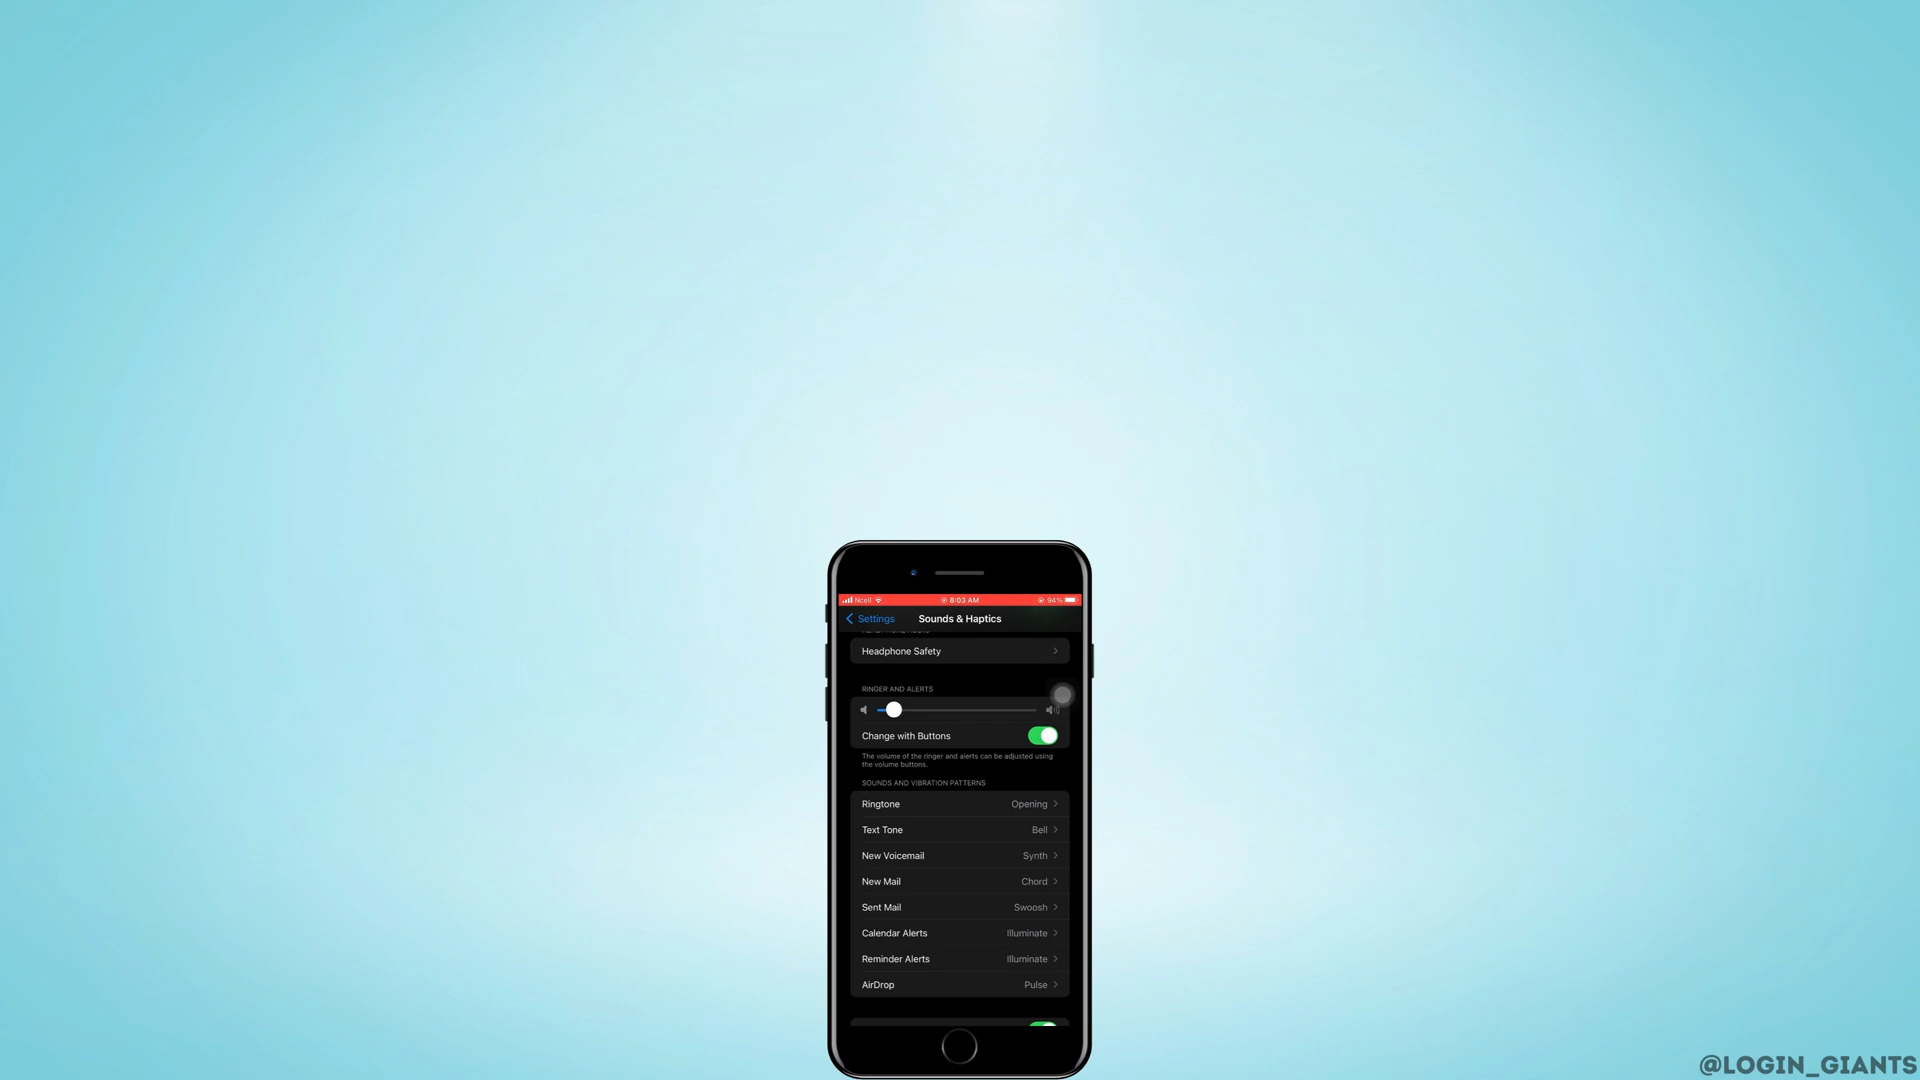 Ncell 8:03 AM 94%
Settings Sounds & Haptics
Headphone Safety
RINGER AND ALERTS
Change with Buttons
The volume of the ringer and alerts can be adjusted using
the volume buttons.
SOUNDS AND VIBRATION PATTERNS
Ringtone Opening
Text Tone Bell
New Voicemail Synth
New Mail Chord
Sent Mail Swoosh
Calendar Alerts Illuminate
Reminder Alerts Illuminate
AirDrop Pulse
@LOGIN_GIANTS